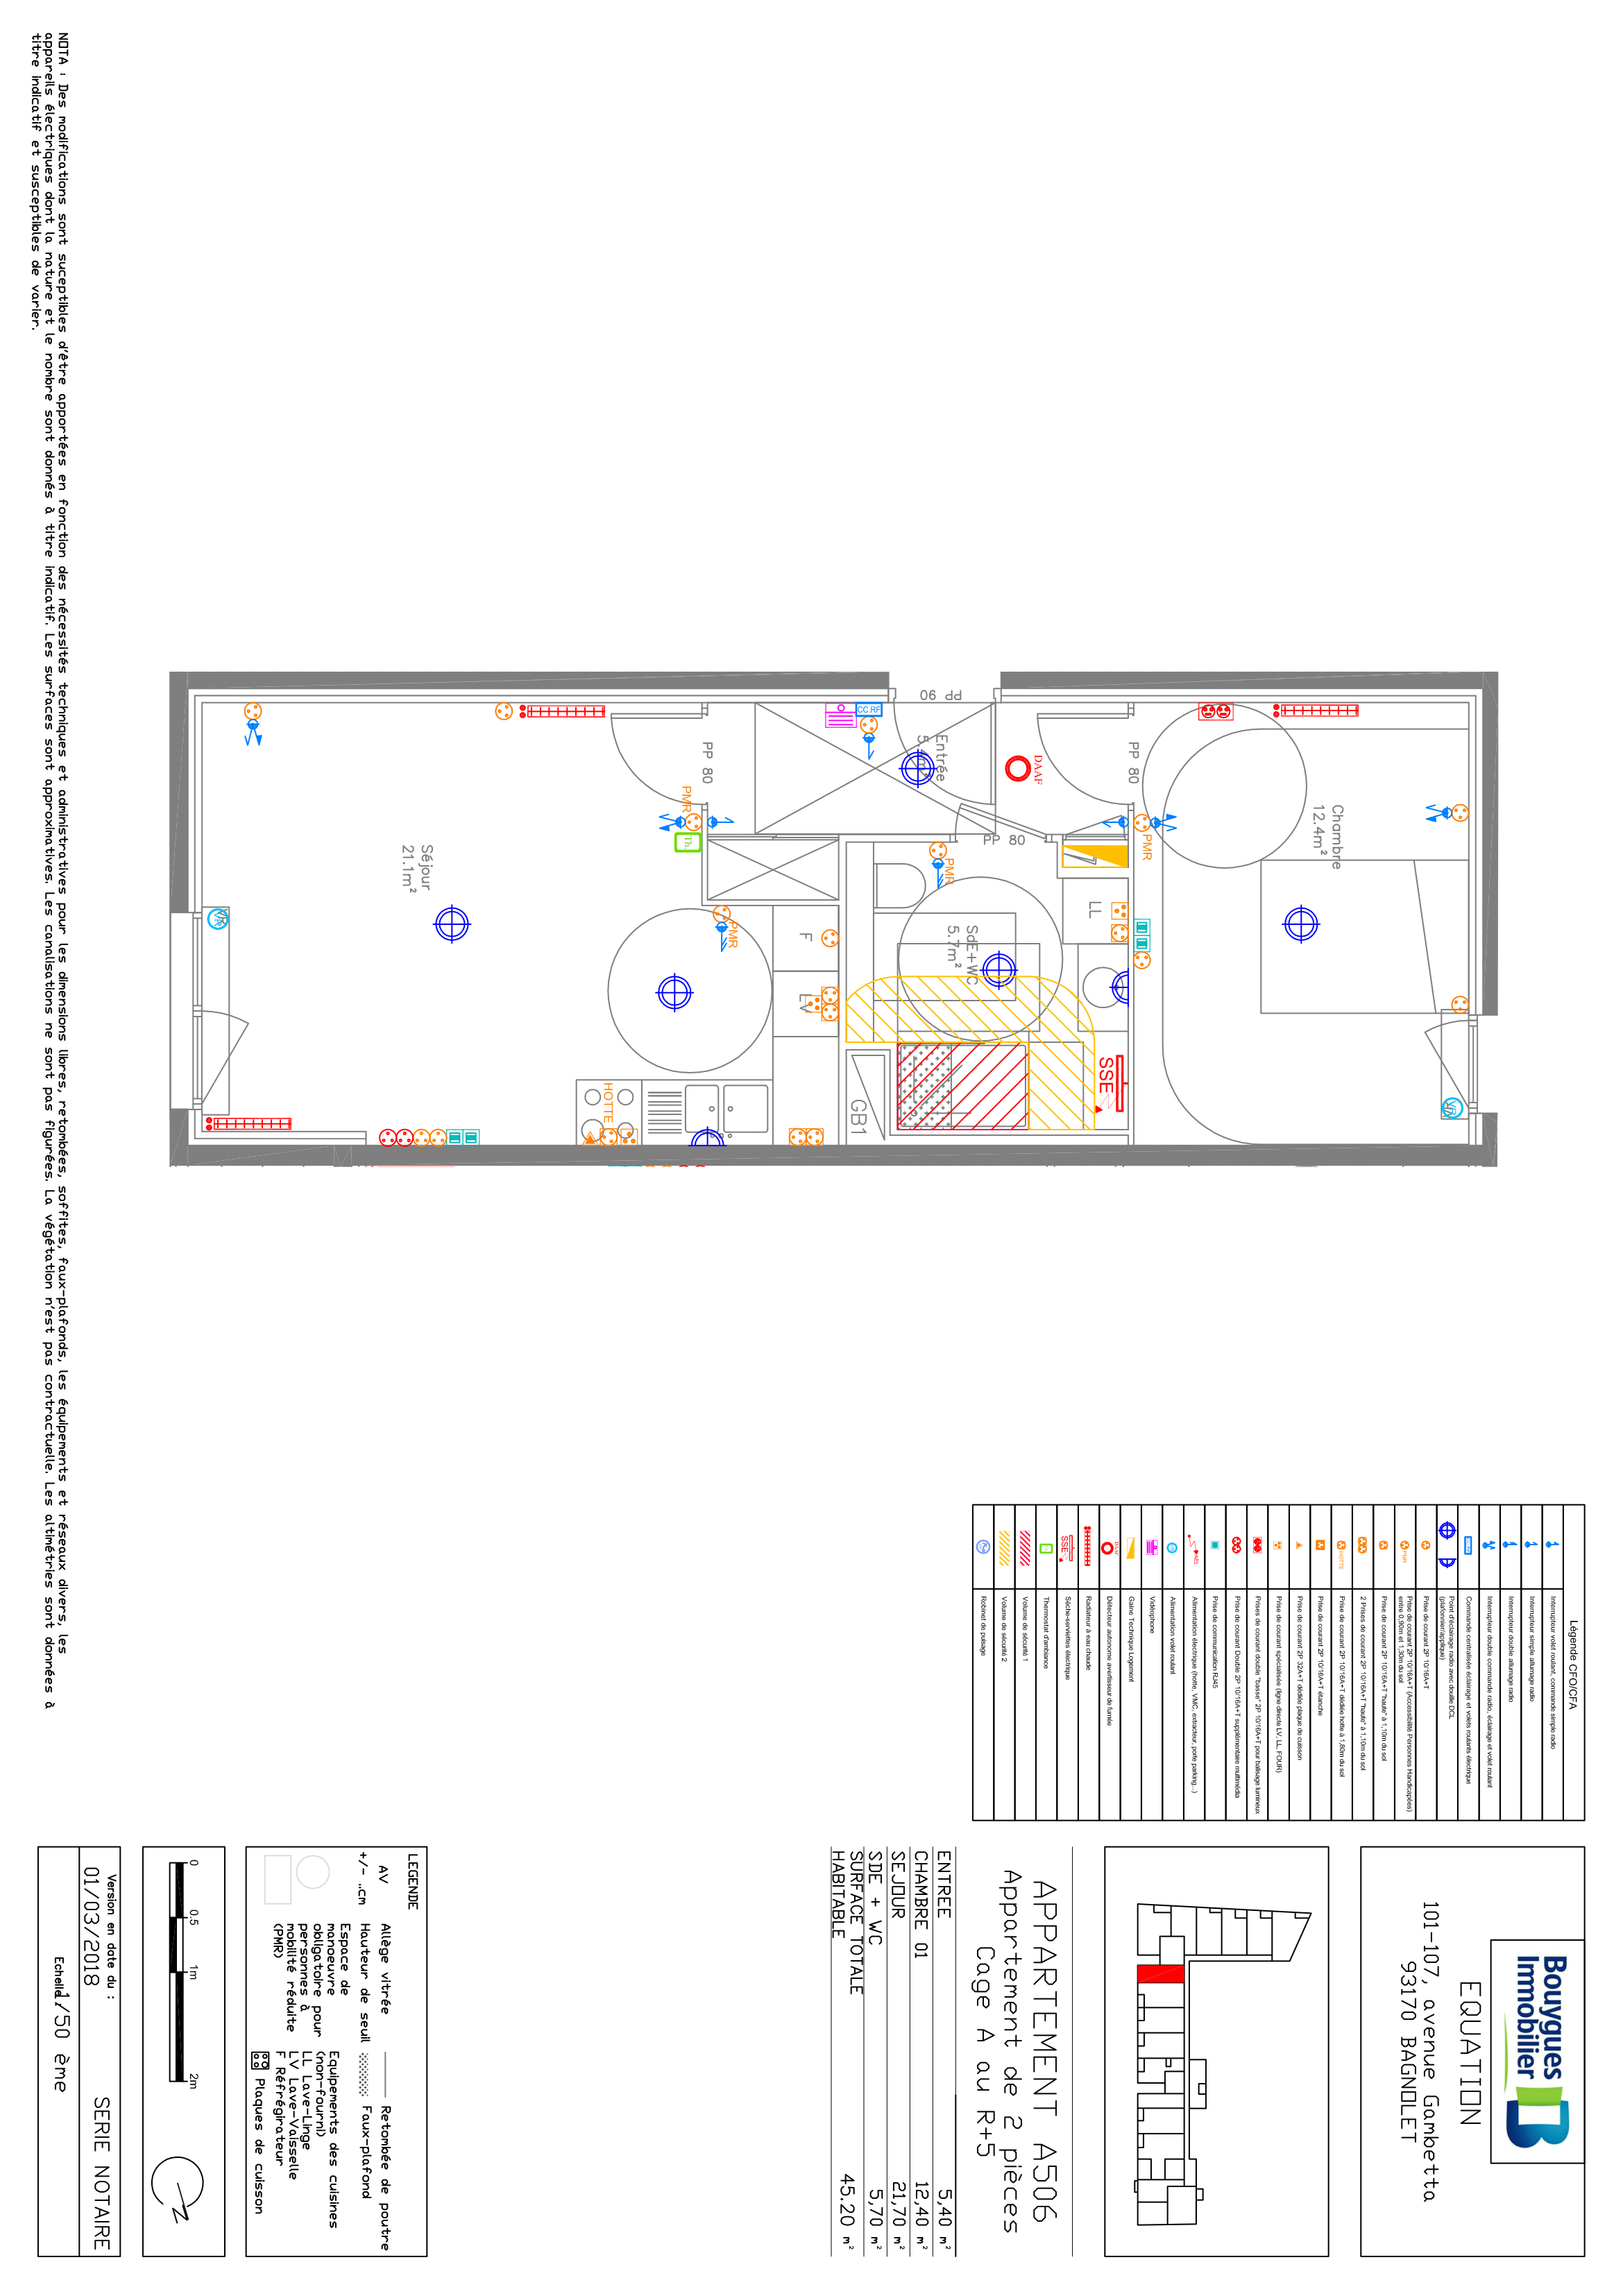 Bouygues
Immobilier
EQUATION
101-107, avenue Gambetta
93170 BAGNOLET
APPARTEMENT A506
Appartement de 2 pièces
Cage A au R+5
ENTREE 5,40 m²
CHAMBRE 01 12,40 m²
SEJOUR 21,70 m²
SDE + WC 5,70 m²
SURFACE TOTALE
HABITABLE 45.20 m²
LEGENDE
AV Allège vitrée
+/- ..cm Hauteur de seuil
Espace de
manoeuvre
obligatoire pour
personnes à
mobilité réduite
(PMR)
Retombée de poutre
Faux-plafond
Equipements des cuisines
(non-fourni)
LL Lave-Linge
LV Lave-Vaisselle
F Réfrégirateur
Plaques de cuisson
0 0.5 1m 2m
N
Version en date du :
01/03/2018
SERIE NOTAIRE
Echelle 1/50 ème
Légende CFO/CFA
Interrupteur volet roulant, commande simple radio
Interrupteur simple allumage radio
Interrupteur double allumage radio
Interrupteur double commande radio, éclairage et volet roulant
Commande centralisée éclairage et volets roulants électrique
Point d'éclairage radio avec douille DCL
(plafonnier/applique)
Prise de courant 2P 10/16A+T
PMR Prise de courant 2P 10/16A+T (Accessibilité Personnes Handicapées)
entre 0,90m et 1,30m du sol
Prise de courant 2P 10/16A+T "haute" à 1,10m du sol
2 Prises de courant 2P 10/16A+T "haute" à 1,10m du sol
HOTTE Prise de courant 2P 10/16A+T dédiée hotte à 1,80m du sol
Prise de courant 2P 10/16A+T étanche
Prise de courant 2P 32A+T dédiée plaque de cuisson
Prise de courant spécialisée (ligne directe LV, LL, FOUR)
Prises de courant double "basse" 2P 10/16A+T pour balisage lumineux
Prise de courant Double 2P 10/16A+T supplémentaire multimédia
Prise de communication RJ45
AEL Alimentation électrique (hotte, VMC, extracteur, porte parking...)
Alimentation volet roulant
Vidéophone
Gaine Technique Logement
DAAF Détecteur autonome avertisseur de fumée
Radiateur à eau chaude
SSE Sèche-serviettes électrique
Thermostat d'ambiance
Volume de sécurité 1
Volume de sécurité 2
Robinet de puisage
PP 90
CC.RF
Entrée
DAAF
PP 80
PP 80
PP 80
PMR
PMR
PMR
PMR
Th.
Chambre
12.4m²
Séjour
21.1m²
SdE+WC
5.7m²
LL
F
LV
SSE
HOTTE
GB1
VR
VR
NOTA : Des modifications sont suceptibles d'être apportées en fonction des nécessités techniques et administratives pour les dimensions libres, retombées, soffites, faux-plafonds, les équipements et réseaux divers, les
appareils électriques dont la nature et le nombre sont donnés à titre indicatif. Les surfaces sont approximatives. Les canalisations ne sont pas figurées. La végétation n'est pas contractuelle. Les altimétries sont données à
titre indicatif et susceptibles de varier.